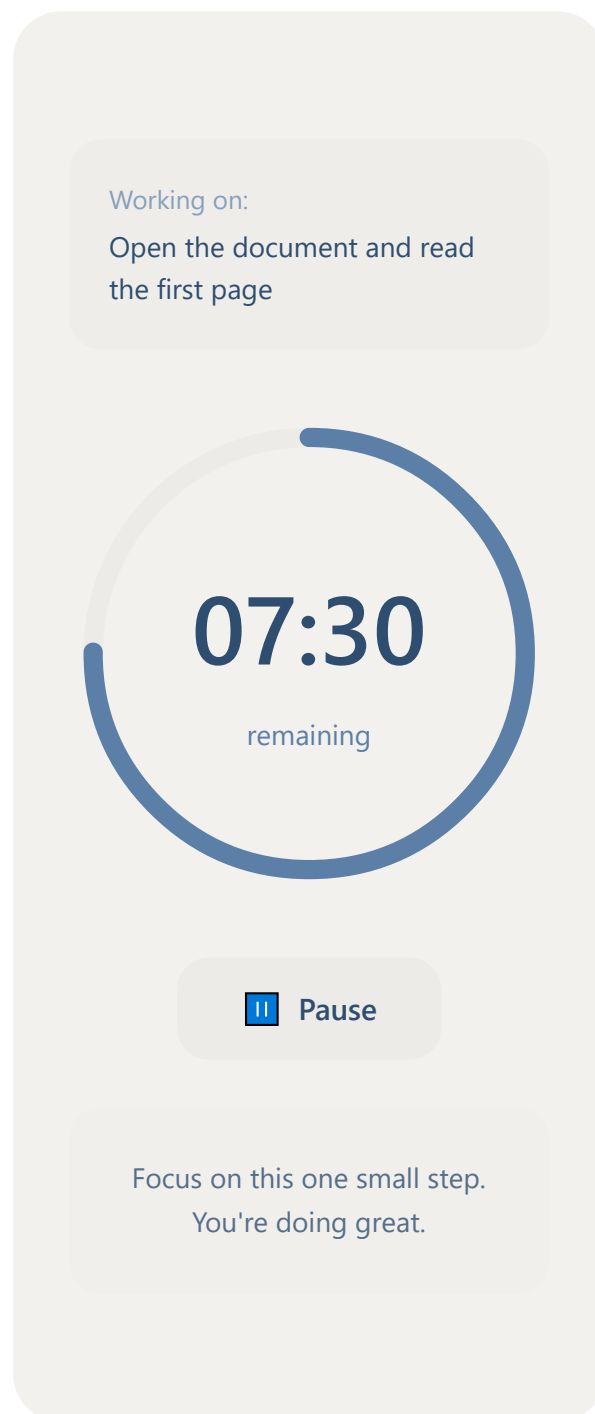 Working on:
Open the document and read
the first page
07:30
remaining
Pause
Focus on this one small step.
You're doing great.